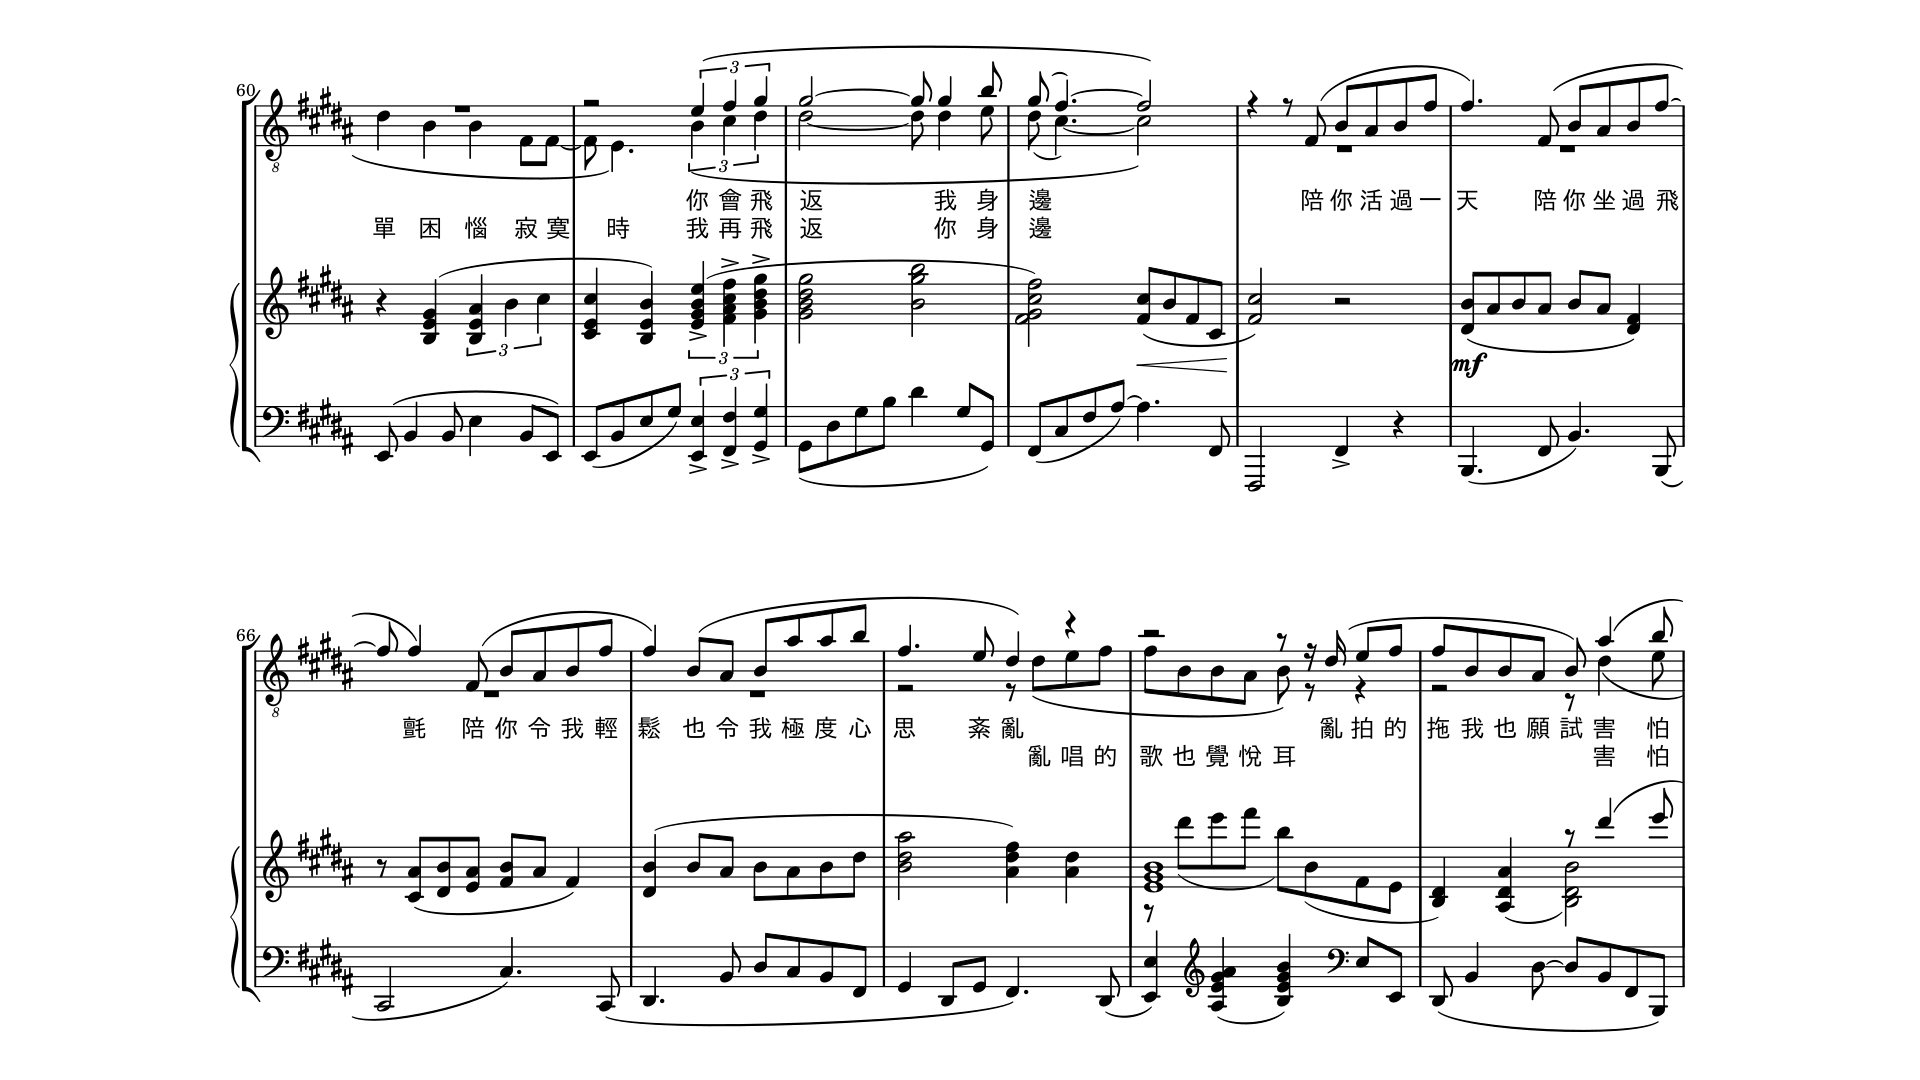 60
3 3
8
你 會 飛 返 我 身 邊 陪 你 活 過 一 天 陪 你 坐 過 飛
單 困 惱 寂 寞 時 我 再 飛 返 你 身 邊
3 3
mf
3
66
8
氈 陪 你 令 我 輕 鬆 也 令 我 極 度 心 思 紊 亂 亂 拍 的 拖 我 也 願 試 害 怕
亂 唱 的 歌 也 覺 悅 耳 害 怕